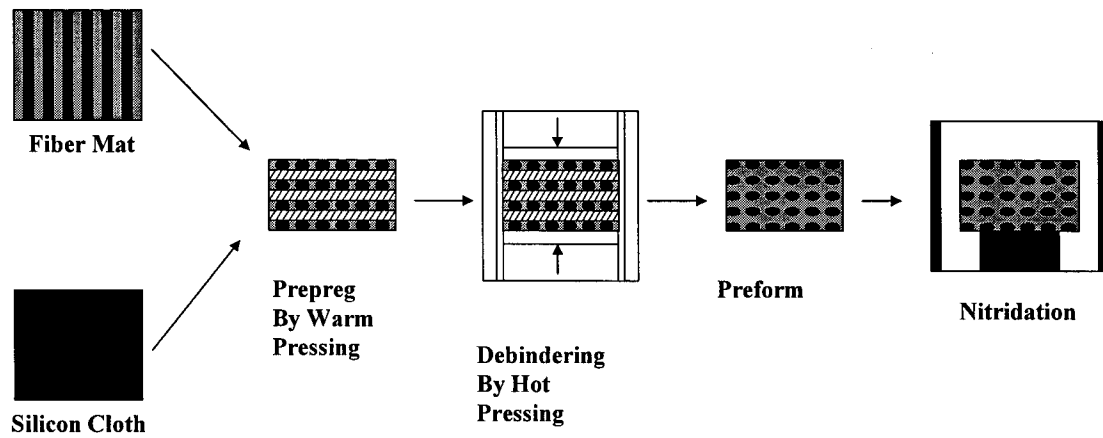 Fiber Mat
Silicon Cloth
Prepreg
By Warm
Pressing
Debindering
By Hot
Pressing
Preform
Nitridation